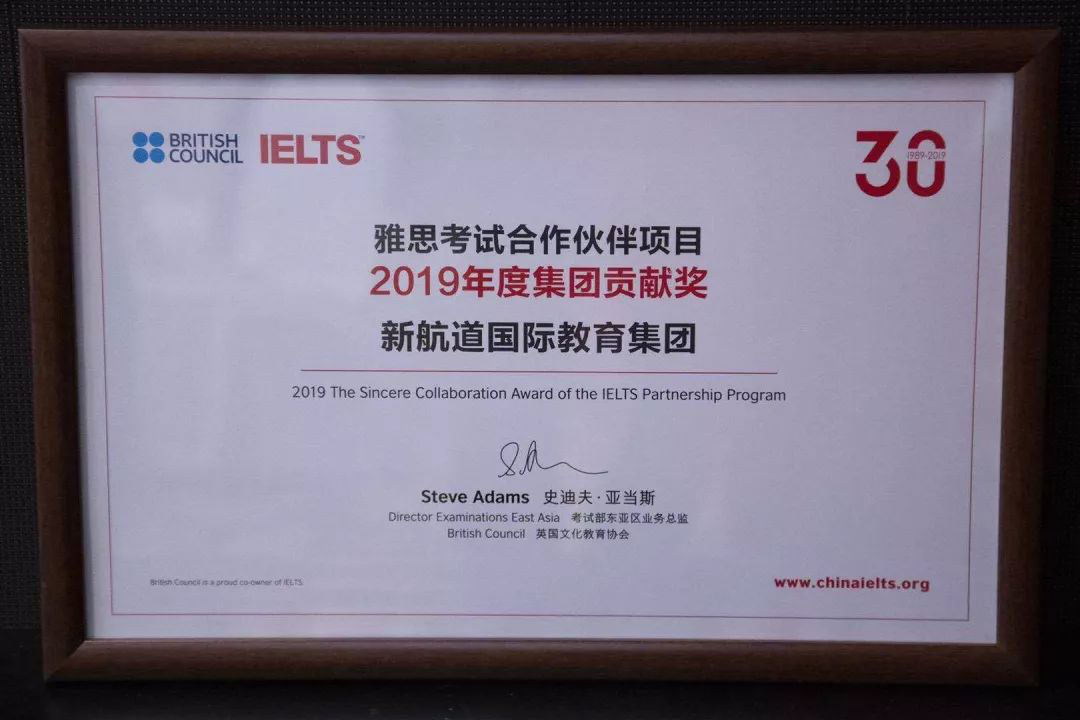 BRITISH
COUNCIL
IELTS™
30
1989-2019
雅思考试合作伙伴项目
2019年度集团贡献奖
新航道国际教育集团
2019 The Sincere Collaboration Award of the IELTS Partnership Program
Steve Adams 史迪夫·亚当斯
Director Examinations East Asia 考试部东亚区业务总监
British Council 英国文化教育协会
British Council is a proud co-owner of IELTS.
www.chinaielts.org